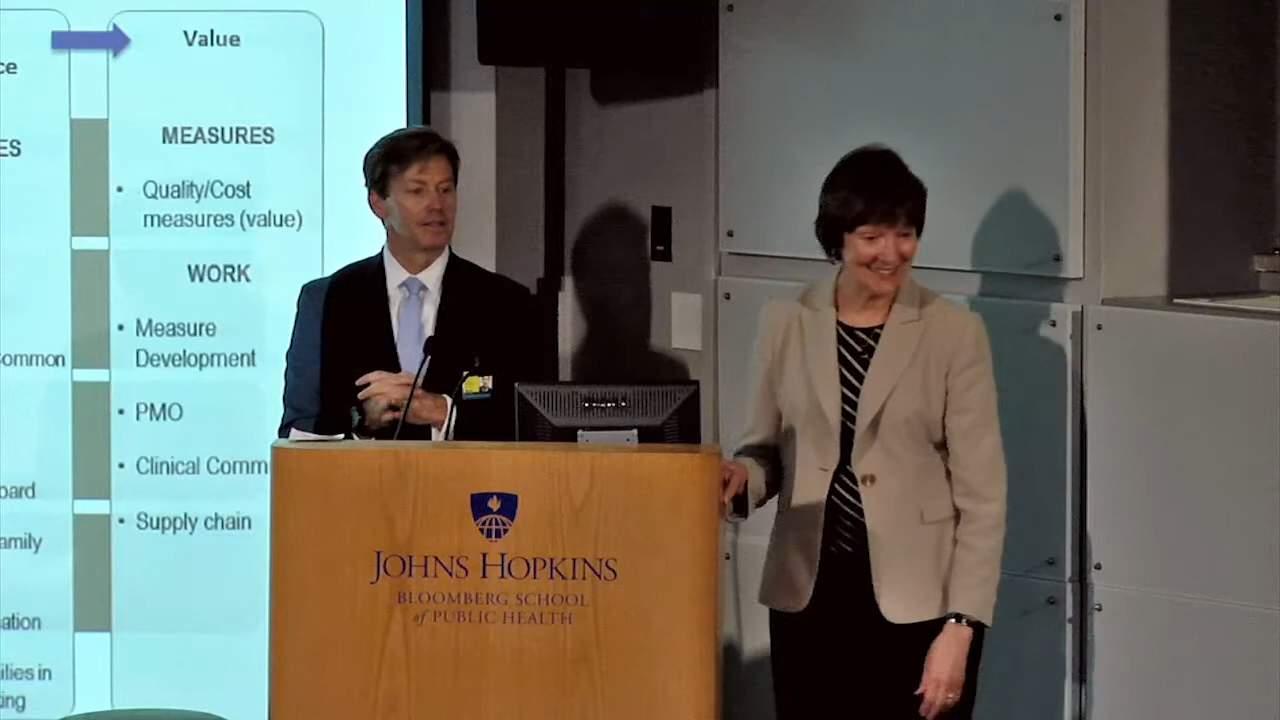 ce
ES
Common
oard
amily
ation
ilies in
ing
Value
MEASURES
• Quality/Cost
measures (value)
WORK
• Measure
Development
• PMO
• Clinical Comm
• Supply chain
JOHNS HOPKINS
BLOOMBERG SCHOOL
of PUBLIC HEALTH